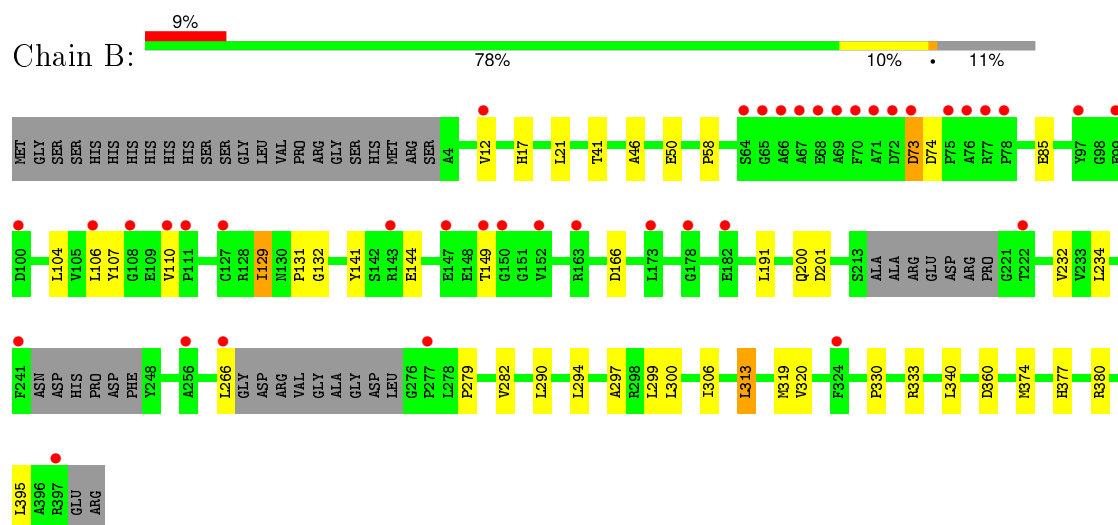 9%
Chain B:
78% 10% • 11%
MET GLY SER SER HIS HIS HIS HIS HIS HIS SER SER GLY LEU VAL PRO ARG GLY SER HIS MET ARG SER A4 V12 H17 L21 T41 A46 E50 P58 S64 G65 A66 A67 E68 A69 F70 A71 D72 D73 D74 P75 A76 R77 P78 E85 Y97 G98 E99
D100 L104 V105 L106 Y107 G108 E109 V110 P111 C127 R128 I129 N130 P131 G132 Y141 S142 R143 E144 E147 E148 T149 G150 G151 V152 R163 D166 L173 G178 E182 L191 Q200 D201 S213 ALA ALA ARG GLU ASP ARG PRO G221 T222 V232 V233 L234
F241 ASN ASP HIS PRO ASP PHE Y248 A256 L266 GLY ASP ARG VAL GLY ALA GLY ASP LEU G276 P277 L278 P279 V282 L290 L294 A297 R298 L299 L300 I306 L313 M319 V320 F324 P330 R333 L340 D360 M374 H377 R380
L395 A396 R397 GLU ARG